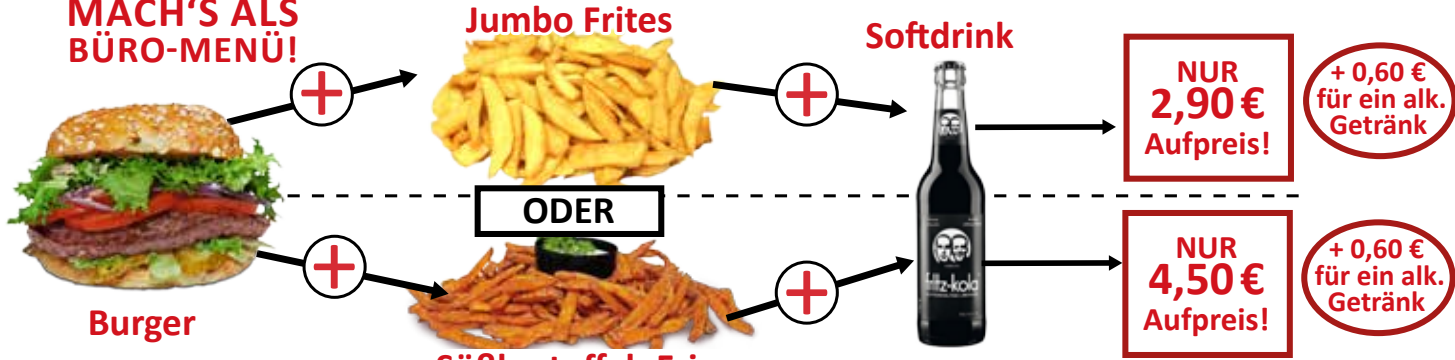 MACH‘S ALS
BÜRO-MENÜ!
Jumbo Frites
Softdrink
NUR
2,90 €
Aufpreis!
+ 0,60 €
für ein alk.
Getränk
ODER
Burger
fritz-kola
NUR
4,50 €
Aufpreis!
+ 0,60 €
für ein alk.
Getränk